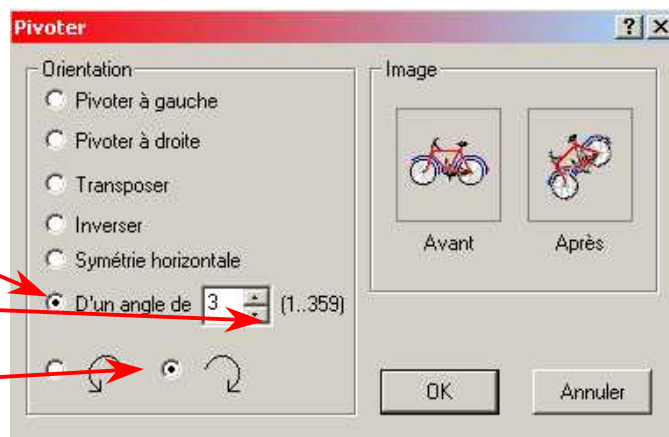 Pivoter
Orientation
Pivoter à gauche
Pivoter à droite
Transposer
Inverser
Symétrie horizontale
D'un angle de 3 (1..359)
Image
Avant Après
OK Annuler